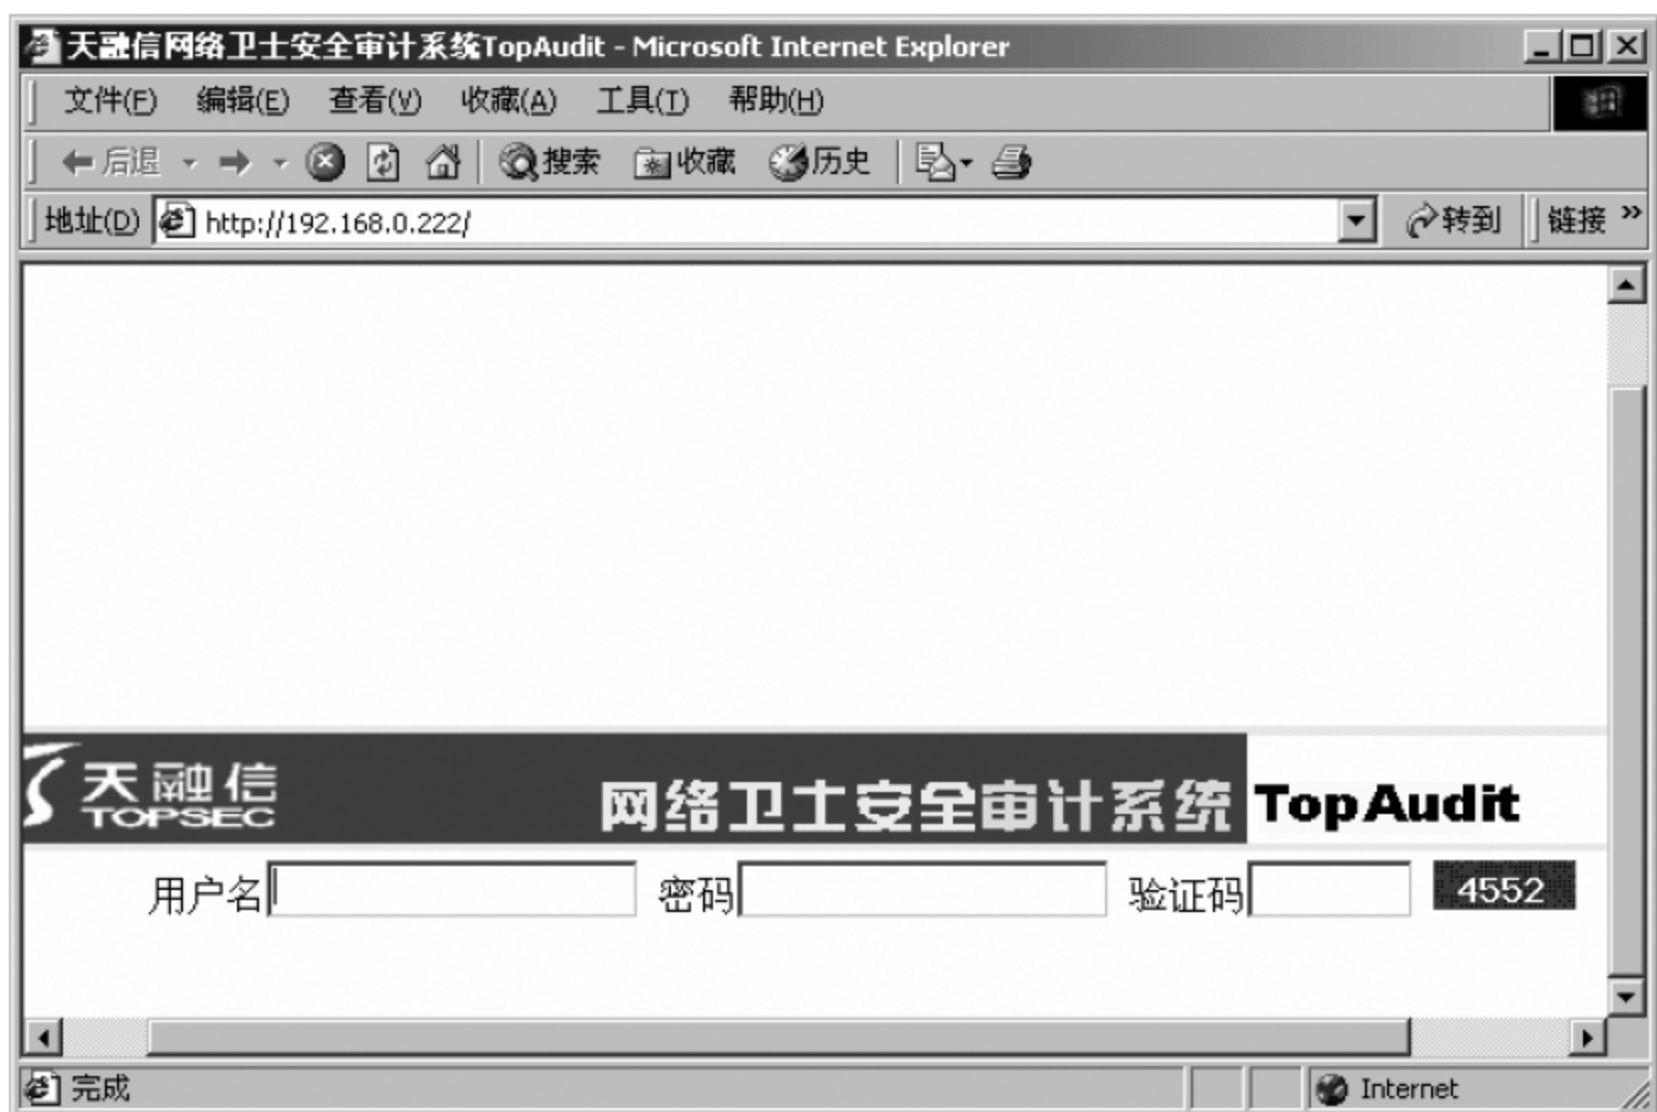 天融信网络卫士安全审计系统TopAudit - Microsoft Internet Explorer
文件(F) 编辑(E) 查看(V) 收藏(A) 工具(T) 帮助(H)
后退 搜索 收藏 历史
地址(D) http://192.168.0.222/ 转到 链接 »
天融信 网络卫士安全审计系统 TopAudit
TOPSEC
用户名 密码 验证码 4552
完成 Internet